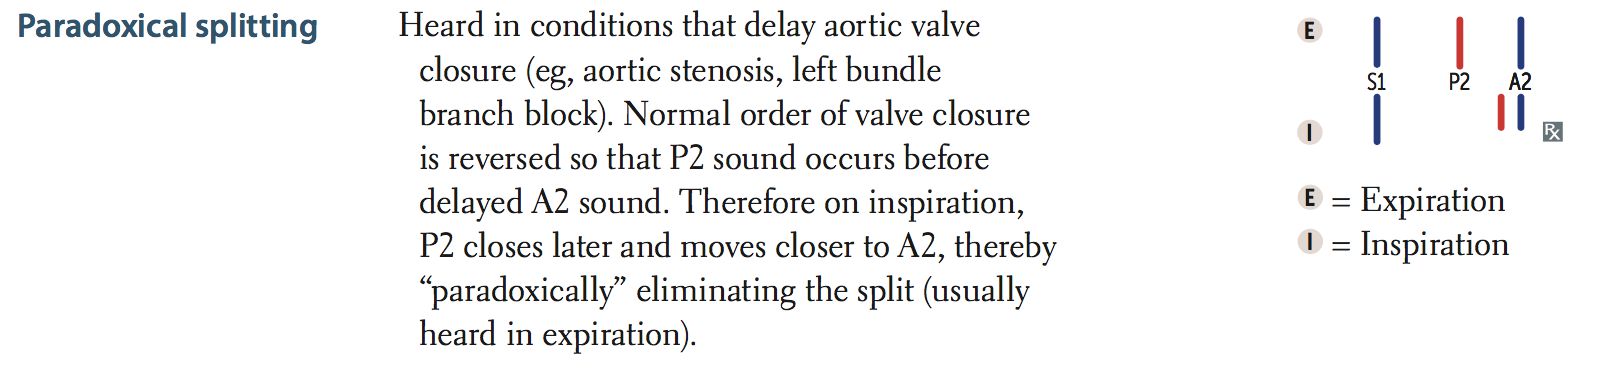 Paradoxical splitting
Heard in conditions that delay aortic valve
closure (eg, aortic stenosis, left bundle
branch block). Normal order of valve closure
is reversed so that P2 sound occurs before
delayed A2 sound. Therefore on inspiration,
P2 closes later and moves closer to A2, thereby
“paradoxically” eliminating the split (usually
heard in expiration).
E
S1 P2 A2
I
℞
E = Expiration
I = Inspiration